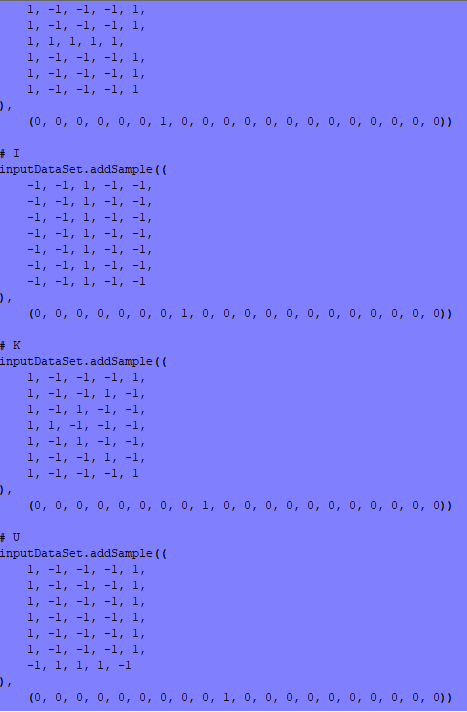 1, -1, -1, -1, 1,
1, -1, -1, -1, 1,
1, 1, 1, 1, 1,
1, -1, -1, -1, 1,
1, -1, -1, -1, 1,
1, -1, -1, -1, 1
),
(0, 0, 0, 0, 0, 0, 1, 0, 0, 0, 0, 0, 0, 0, 0, 0, 0, 0, 0, 0))
# I
inputDataSet.addSample((
-1, -1, 1, -1, -1,
-1, -1, 1, -1, -1,
-1, -1, 1, -1, -1,
-1, -1, 1, -1, -1,
-1, -1, 1, -1, -1,
-1, -1, 1, -1, -1,
-1, -1, 1, -1, -1
),
(0, 0, 0, 0, 0, 0, 0, 1, 0, 0, 0, 0, 0, 0, 0, 0, 0, 0, 0, 0))
# K
inputDataSet.addSample((
1, -1, -1, -1, 1,
1, -1, -1, 1, -1,
1, -1, 1, -1, -1,
1, 1, -1, -1, -1,
1, -1, 1, -1, -1,
1, -1, -1, 1, -1,
1, -1, -1, -1, 1
),
(0, 0, 0, 0, 0, 0, 0, 0, 1, 0, 0, 0, 0, 0, 0, 0, 0, 0, 0, 0))
# U
inputDataSet.addSample((
1, -1, -1, -1, 1,
1, -1, -1, -1, 1,
1, -1, -1, -1, 1,
1, -1, -1, -1, 1,
1, -1, -1, -1, 1,
1, -1, -1, -1, 1,
-1, 1, 1, 1, -1
),
(0, 0, 0, 0, 0, 0, 0, 0, 0, 1, 0, 0, 0, 0, 0, 0, 0, 0, 0, 0))